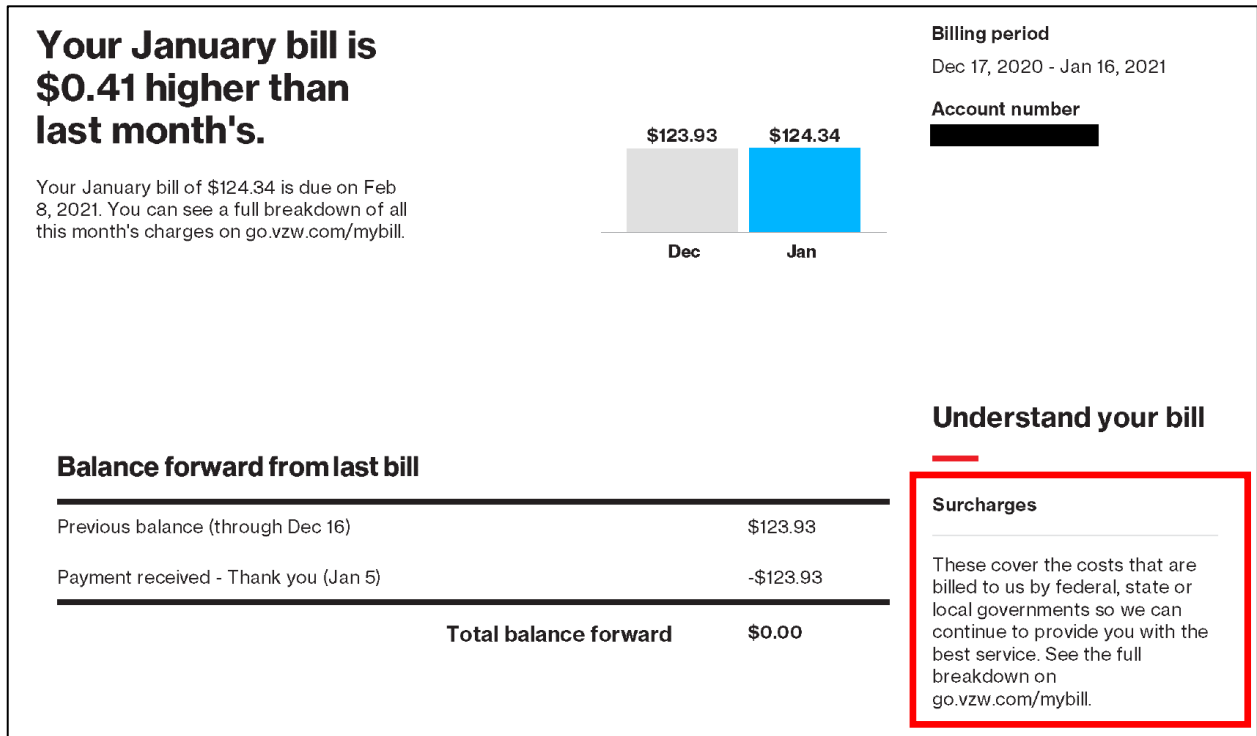 Your January bill is
$0.41 higher than
last month's.
Your January bill of $124.34 is due on Feb
8, 2021. You can see a full breakdown of all
this month's charges on go.vzw.com/mybill.
$123.93 $124.34
Dec Jan
Billing period
Dec 17, 2020 - Jan 16, 2021
Account number
Balance forward from last bill
Previous balance (through Dec 16) $123.93
Payment received - Thank you (Jan 5) -$123.93
Total balance forward $0.00
Understand your bill
Surcharges
These cover the costs that are
billed to us by federal, state or
local governments so we can
continue to provide you with the
best service. See the full
breakdown on
go.vzw.com/mybill.